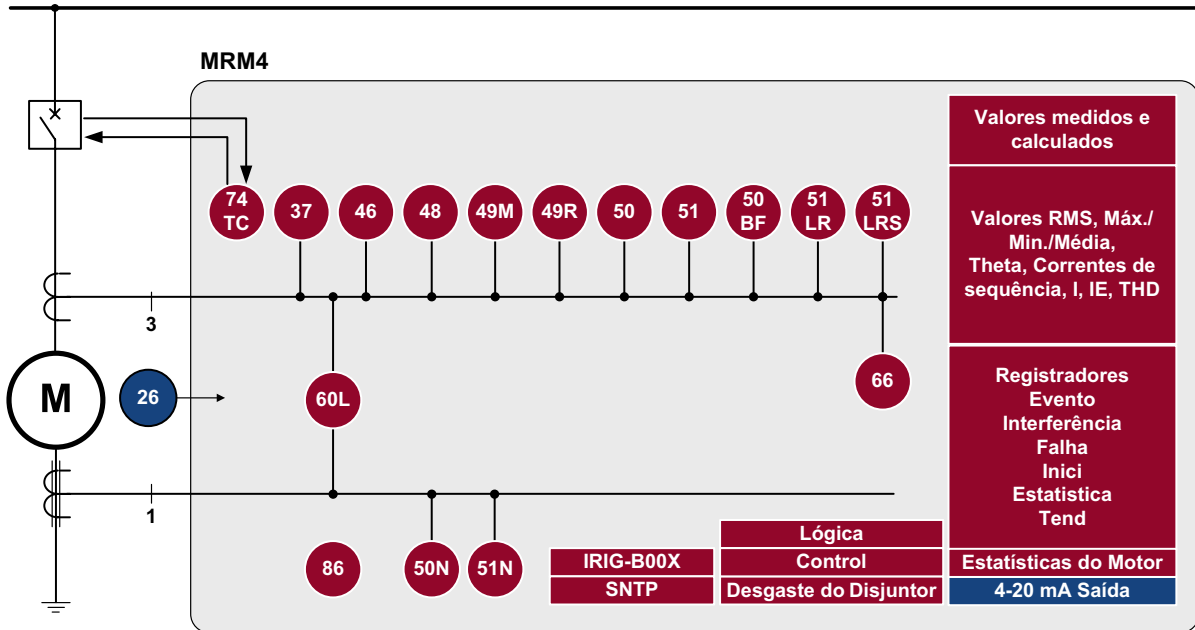 MRM4
Valores medidos e
calculados
74
TC
37
46
48
49M
49R
50
51
50
BF
51
LR
51
LRS
Valores RMS, Máx./
Min./Média,
Theta, Correntes de
sequência, I, IE, THD
3
M
26
60L
66
Registradores
Evento
Interferência
Falha
Inici
Estatistica
Tend
1
86
50N
51N
IRIG-B00X
SNTP
Lógica
Control
Desgaste do Disjuntor
Estatísticas do Motor
4-20 mA Saída